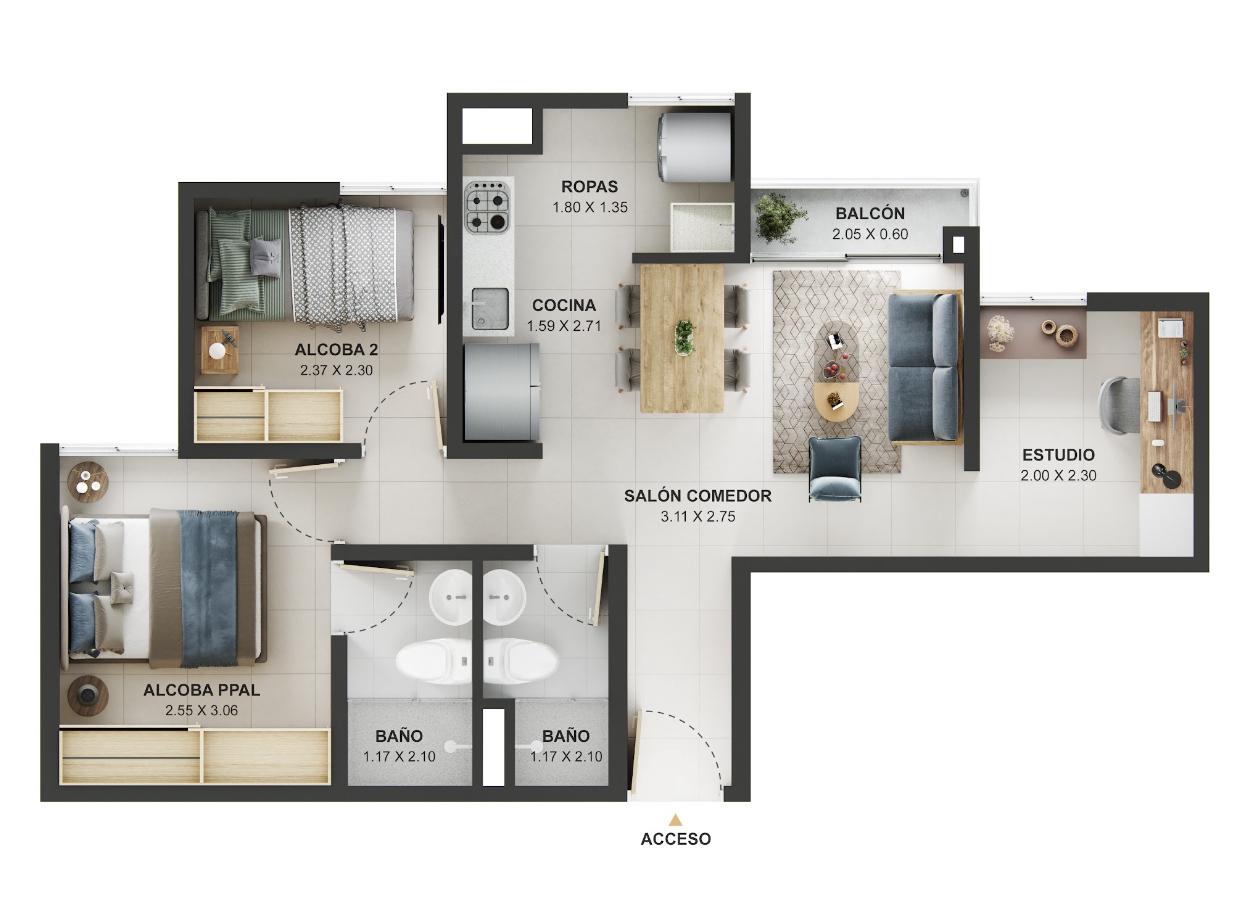 ROPAS
1.80 X 1.35
BALCÓN
2.05 X 0.60
COCINA
1.59 X 2.71
ALCOBA 2
2.37 X 2.30
ESTUDIO
2.00 X 2.30
SALÓN COMEDOR
3.11 X 2.75
ALCOBA PPAL
2.55 X 3.06
BAÑO
1.17 X 2.10
BAÑO
1.17 X 2.10
ACCESO